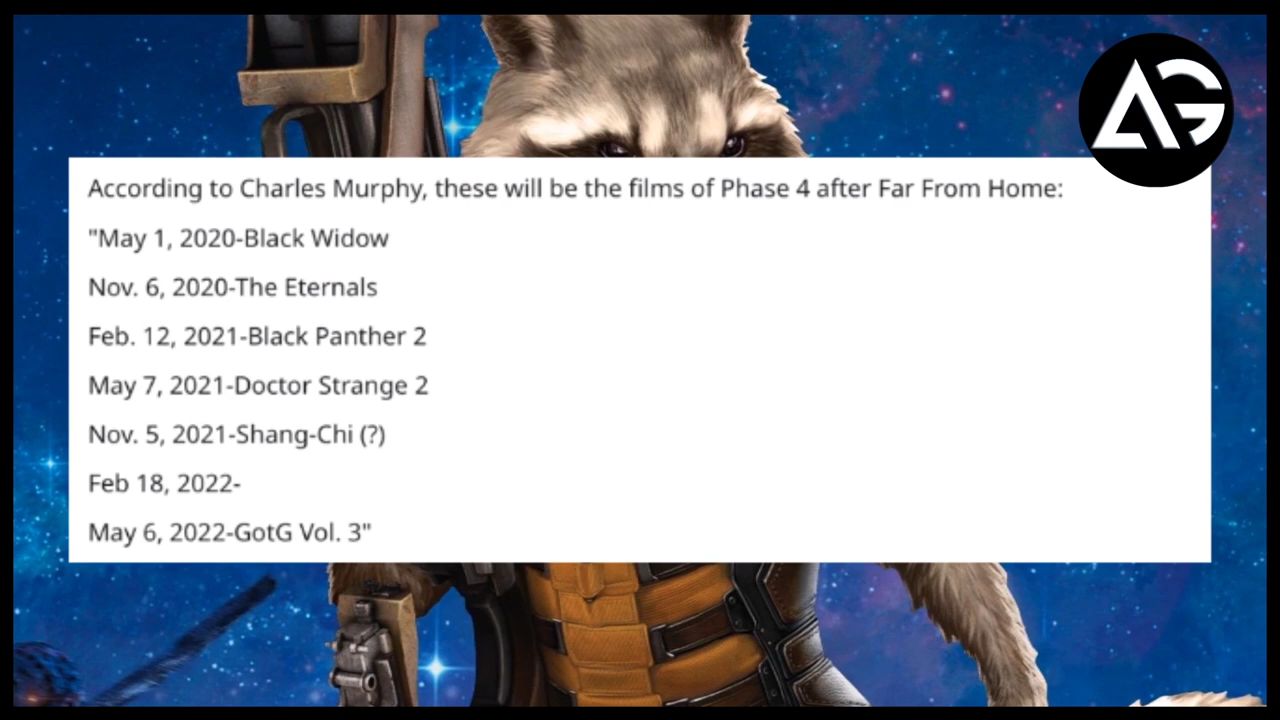 AG
According to Charles Murphy, these will be the films of Phase 4 after Far From Home:
"May 1, 2020-Black Widow
Nov. 6, 2020-The Eternals
Feb. 12, 2021-Black Panther 2
May 7, 2021-Doctor Strange 2
Nov. 5, 2021-Shang-Chi (?)
Feb 18, 2022-
May 6, 2022-GotG Vol. 3"